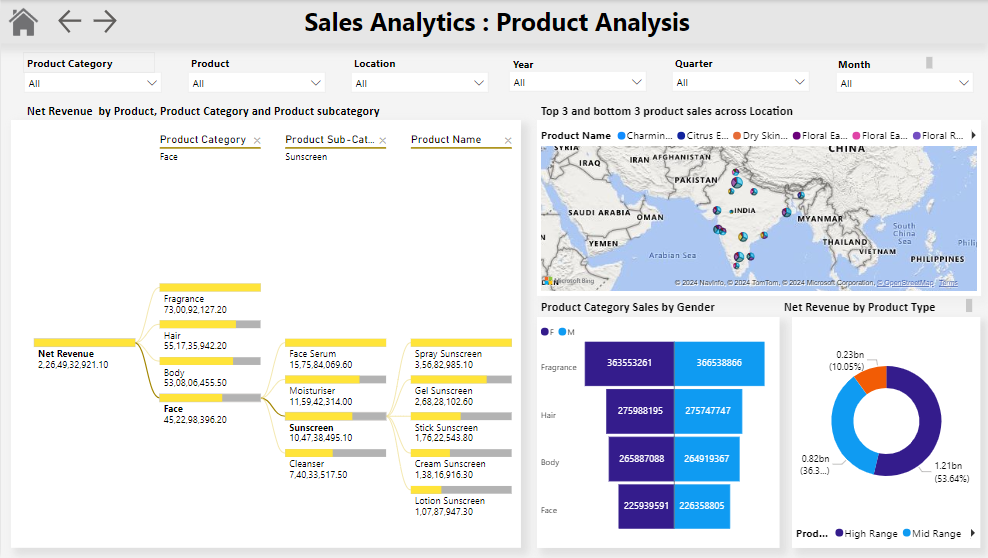 Sales Analytics : Product Analysis
Product Category
Product
Location
Year
Quarter
Month
All
All
All
All
All
All
Net Revenue by Product, Product Category and Product subcategory
Product Category
Product Sub-Cat...
Product Name
Face
Sunscreen
Fragrance
73,00,92,127.20
Hair
55,17,35,942.20
Net Revenue
2,26,49,32,921.10
Body
53,08,06,455.50
Face
45,22,98,396.20
Face Serum
15,75,84,069.60
Moisturiser
11,59,42,314.00
Sunscreen
10,47,38,495.10
Cleanser
7,40,33,517.50
Spray Sunscreen
3,56,82,985.10
Gel Sunscreen
2,68,28,102.60
Stick Sunscreen
1,76,22,543.80
Cream Sunscreen
1,38,16,916.30
Lotion Sunscreen
1,07,87,947.30
Top 3 and bottom 3 product sales across Location
Product Name
Charmin...
Citrus E...
Dry Skin...
Floral Ea...
Floral Ea...
Floral R...
SYRIA
IRAQ
IRAN
AFGHANISTAN
CHINA
PAKISTAN
SAUDI ARABIA
OMAN
INDIA
MYANMAR
YEMEN
THAILAND
VIETNAM
South
China
Sea
Arabian Sea
PHILIPPINES
Microsoft Bing
© 2024 NavInfo, © 2024 TomTom, © 2024 Microsoft Corporation, © OpenStreetMap Terms
Product Category Sales by Gender
F M
Fragrance
363553261
366538866
Hair
275988195
275747747
Body
265887088
264919367
Face
225939591
226358805
Net Revenue by Product Type
0.23bn
(10.05%)
0.82bn
(36.3...)
1.21bn
(53.64%)
Prod...
High Range
Mid Range